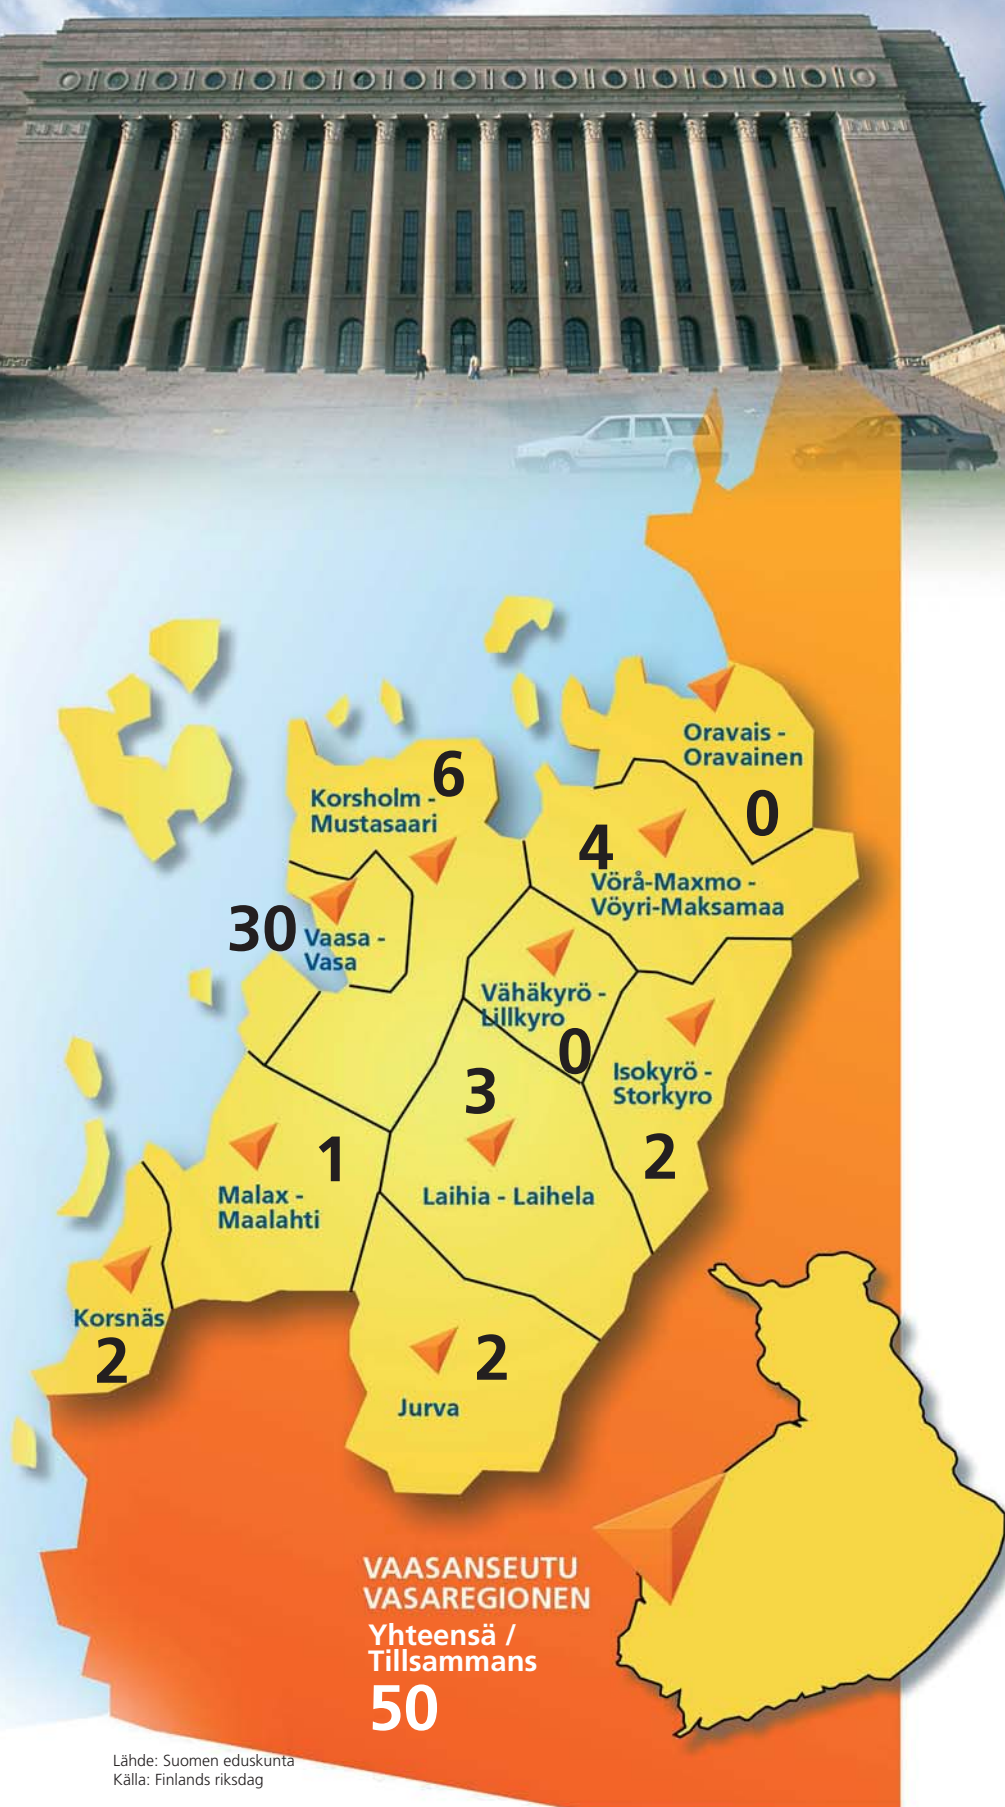 Oravais -
Oravainen
0
6
Korsholm -
Mustasaari
4
Vörå-Maxmo -
Vöyri-Maksamaa
30
Vaasa -
Vasa
Vähäkyrö -
Lillkyro
0
Isokyrö -
Storkyro
2
3
Laihia - Laihela
1
Malax -
Maalahti
Korsnäs
2
2
Jurva
VAASANSEUTU
VASAREGIONEN
Yhteensä /
Tillsammans
50
Lähde: Suomen eduskunta
Källa: Finlands riksdag